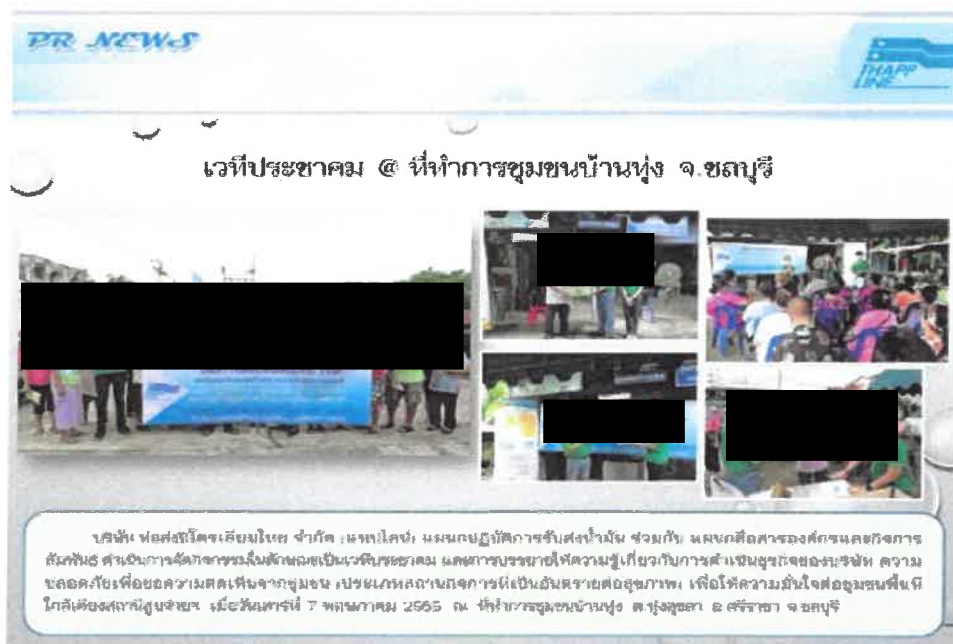 PR NEWS
THAPP
LINE
เวทีประชาคม @ ที่ทำการชุมชนบ้านทุ่ง จ.ชลบุรี
บริษัท ท่อส่งปิโตรเลียมไทย จำกัด (แทปไลน์) แผนกปฏิบัติการรับส่งน้ำมัน ร่วมกับ แผนกสื่อสารองค์กรและกิจการ
สัมพันธ์ ดำเนินการจัดกิจกรรมในลักษณะเป็นเวทีประชาคม และการบรรยายให้ความรู้เกี่ยวกับการดำเนินธุรกิจของบริษัท ความ
ปลอดภัยเพื่อขอความคิดเห็นจากชุมชน (ประเภทสถานกิจการที่เป็นอันตรายต่อสุขภาพ) เพื่อให้ความมั่นใจต่อชุมชนพื้นที่
ใกล้เคียงสถานีสูบจ่ายฯ เมื่อวันเสาร์ที่ 7 พฤษภาคม 2565 ณ ที่ทำการชุมชนบ้านทุ่ง ต.ทุ่งสุขลา อ.ศรีราชา จ.ชลบุรี